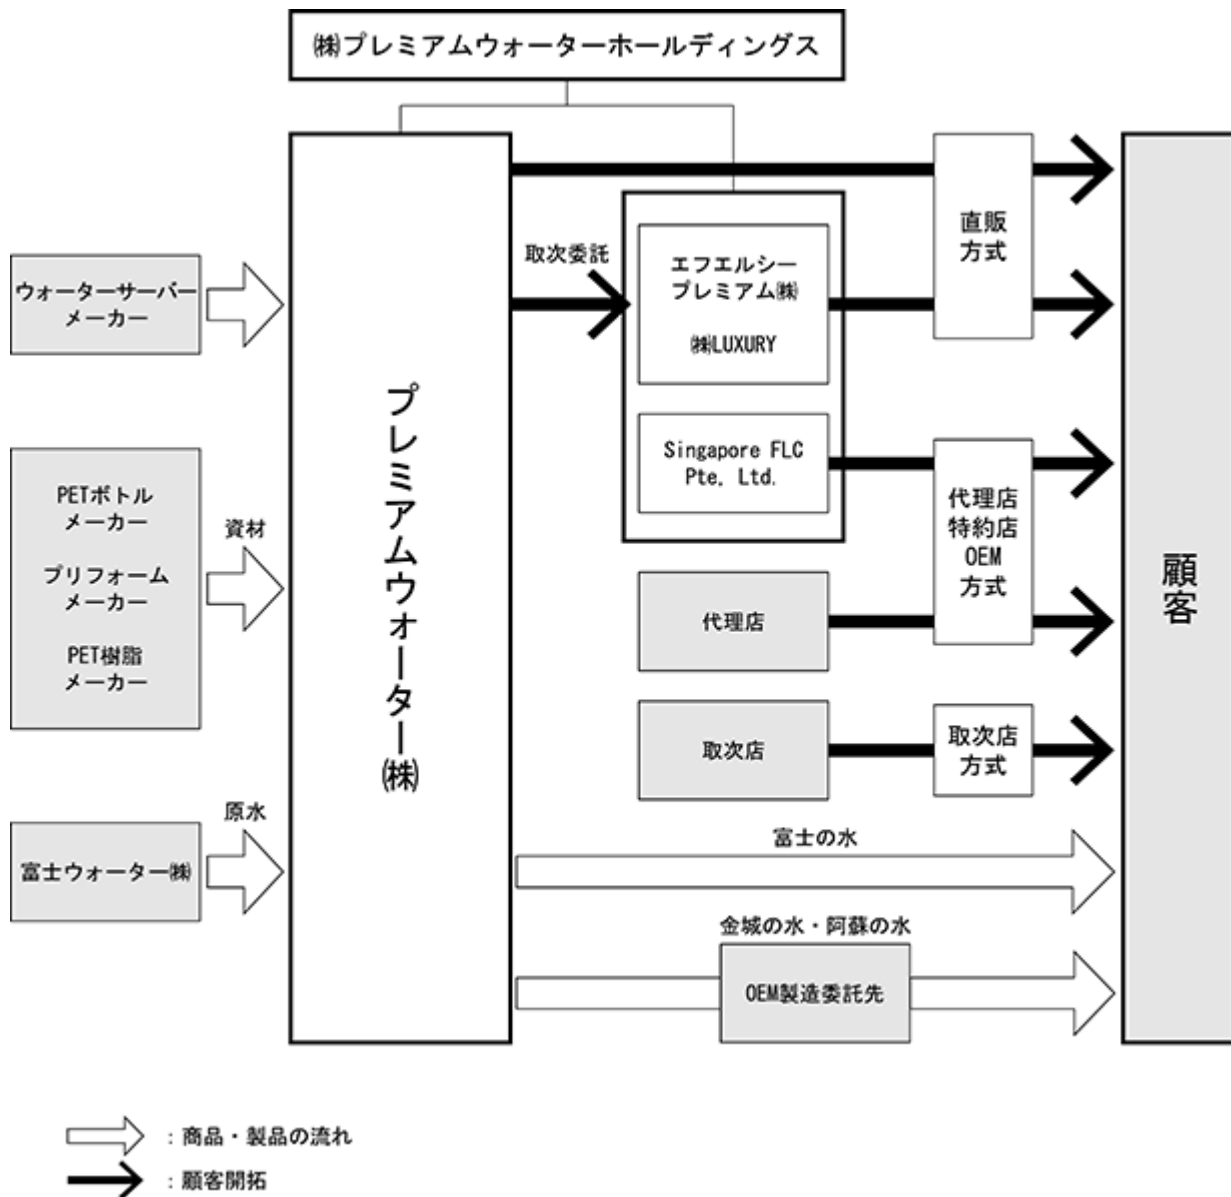 ㈱プレミアムウォーターホールディングス
ウォーターサーバー
メーカー
PETボトル
メーカー
プリフォーム
メーカー
PET樹脂
メーカー
資材
原水
富士ウォーター㈱
プレミアムウォーター㈱
取次委託
エフエルシー
プレミアム㈱
㈱LUXURY
Singapore FLC
Pte. Ltd.
代理店
取次店
直販
方式
代理店
特約店
OEM
方式
取次店
方式
富士の水
金城の水・阿蘇の水
OEM製造委託先
顧客
：商品・製品の流れ
：顧客開拓